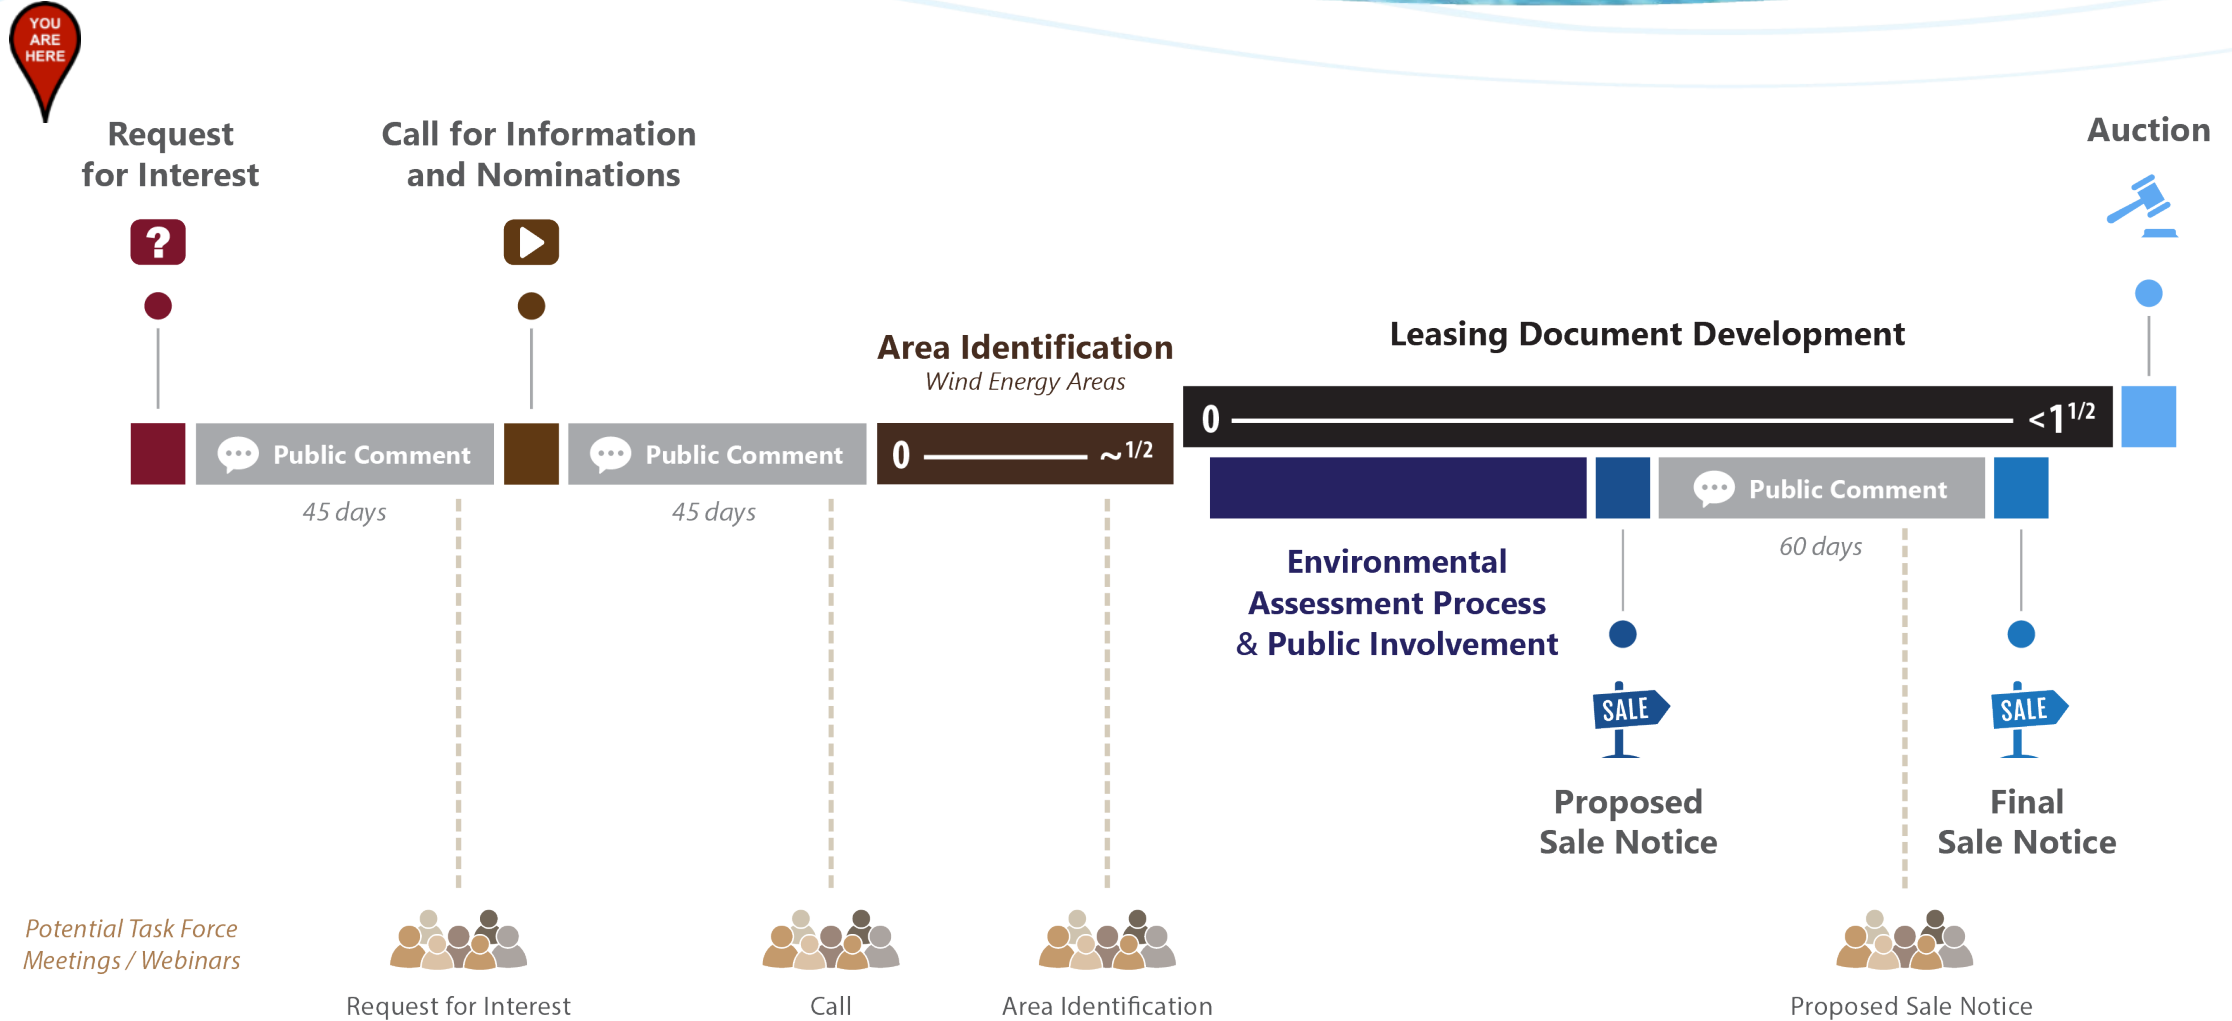 YOU
ARE
HERE
Request
for Interest
Call for Information
and Nominations
Auction
?
Area Identification
Wind Energy Areas
Leasing Document Development
0 <1 1/2
Public Comment
Public Comment
0 ~1/2
Public Comment
45 days
45 days
60 days
Environmental
Assessment Process
& Public Involvement
SALE
SALE
Proposed
Sale Notice
Final
Sale Notice
Potential Task Force
Meetings / Webinars
Request for Interest
Call
Area Identification
Proposed Sale Notice